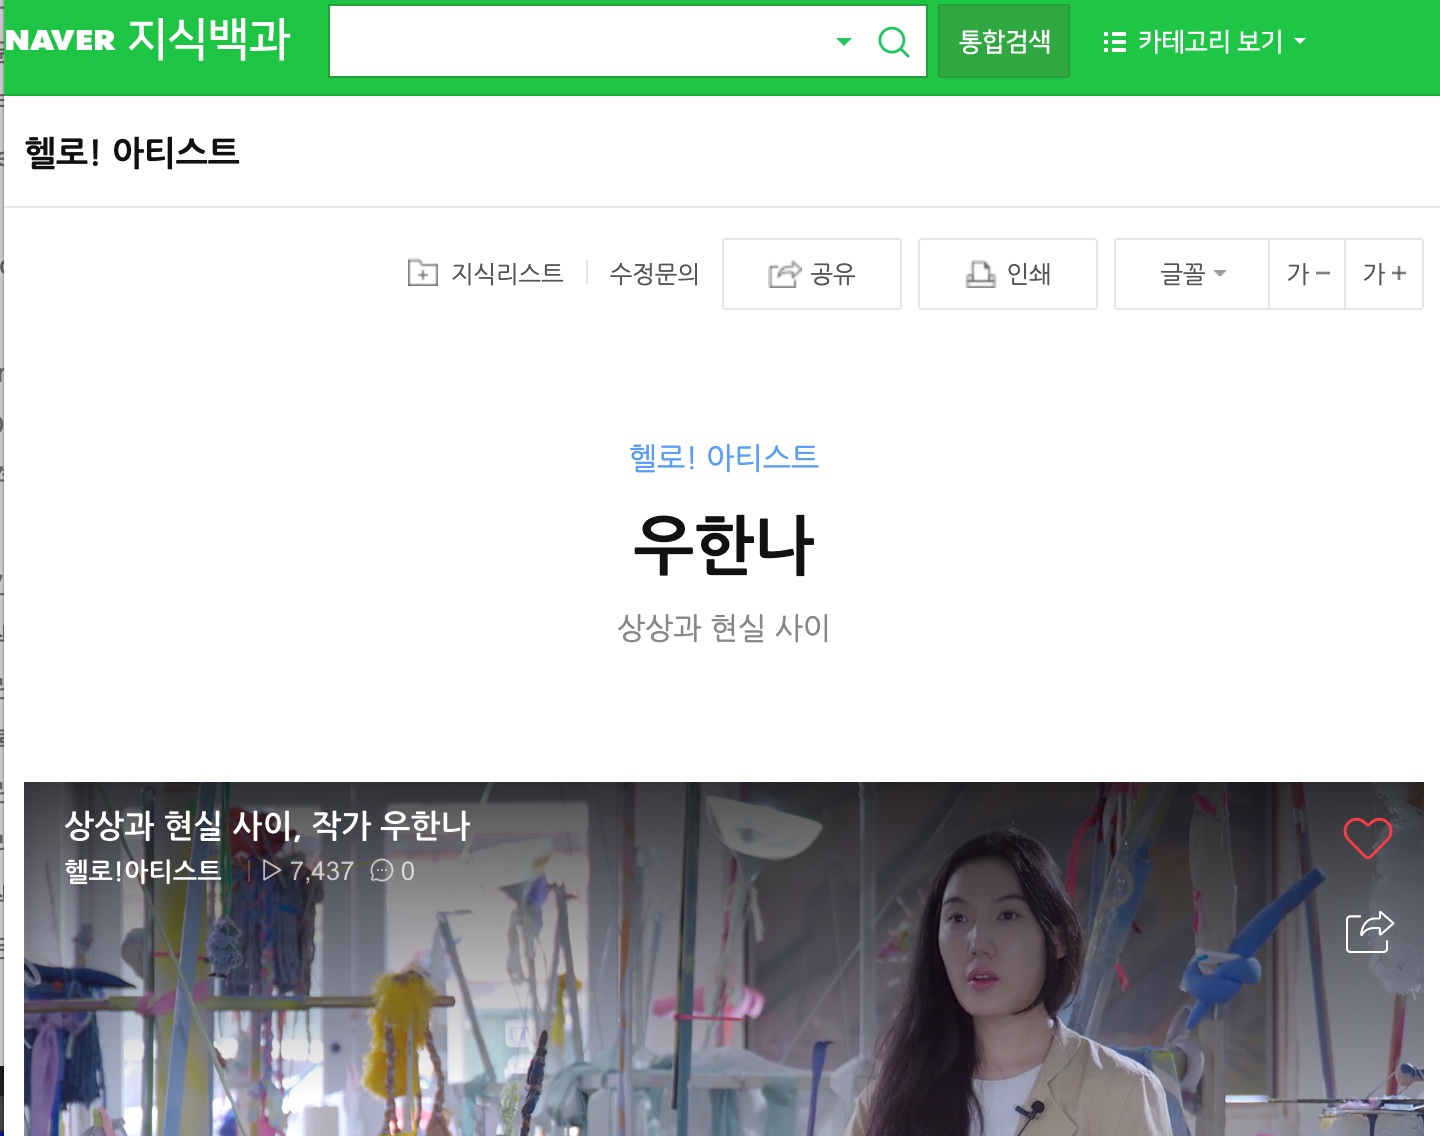 NAVER 지식백과
통합검색
카테고리 보기
헬로! 아티스트
지식리스트
수정문의
공유
인쇄
글꼴
가 −
가 +
헬로! 아티스트
우한나
상상과 현실 사이
상상과 현실 사이, 작가 우한나
헬로!아티스트 7,437 0